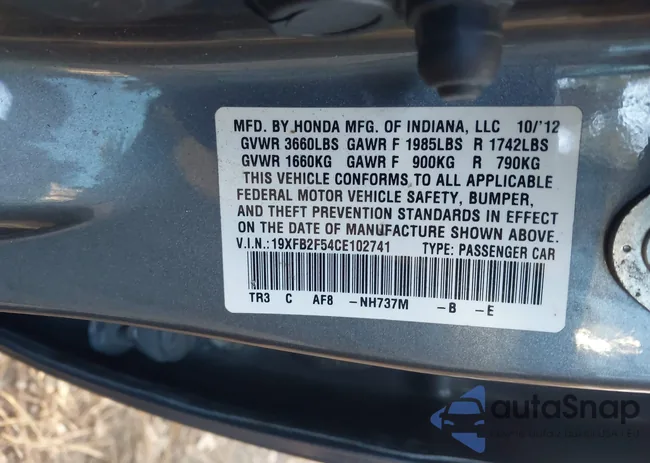 MFD. BY HONDA MFG. OF INDIANA, LLC 10/'12
GVWR 3660LBS GAWR F 1985LBS R 1742LBS
GVWR 1660KG GAWR F 900KG R 790KG
THIS VEHICLE CONFORMS TO ALL APPLICABLE
FEDERAL MOTOR VEHICLE SAFETY, BUMPER,
AND THEFT PREVENTION STANDARDS IN EFFECT
ON THE DATE OF MANUFACTURE SHOWN ABOVE.
V.I.N.: 19XFB2F54CE102741 TYPE: PASSENGER CAR
TR3 C AF8 -NH737M -B -E
autoSnap